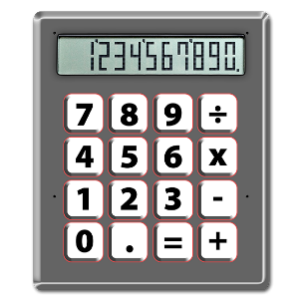 1234567890.
7 8 9 ÷
4 5 6 x
1 2 3 -
0 . = +